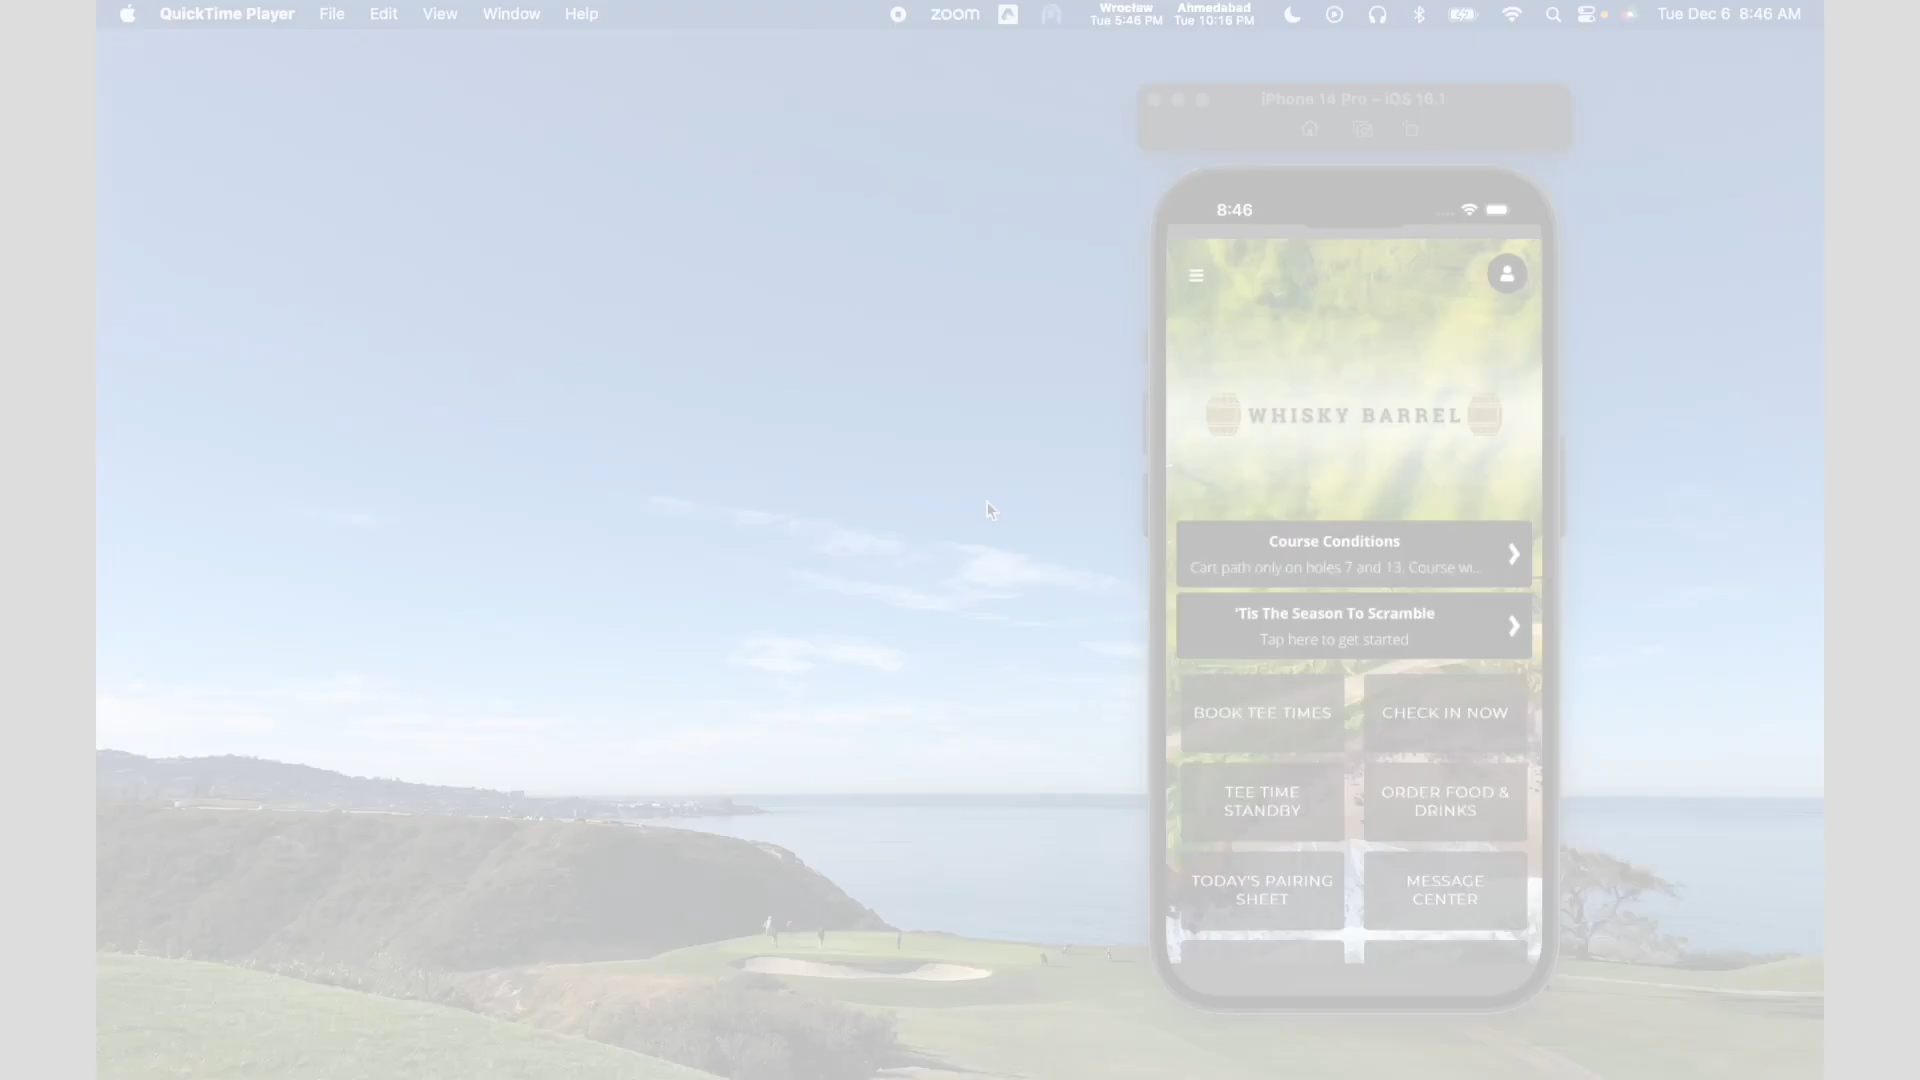 QuickTime Player File Edit View Window Help zoom Wrocław Ahmedabad Tue Dec 6 8:46 AM
Tue 5:46 PM Tue 10:16 PM
iPhone 14 Pro – iOS 16.1
8:46
WHISKY BARREL
Course Conditions
Cart path only on holes 7 and 13. Course wi...
'Tis The Season To Scramble
Tap here to get started
BOOK TEE TIMES
CHECK IN NOW
TEE TIME
STANDBY
ORDER FOOD &
DRINKS
TODAY'S PAIRING
SHEET
MESSAGE
CENTER